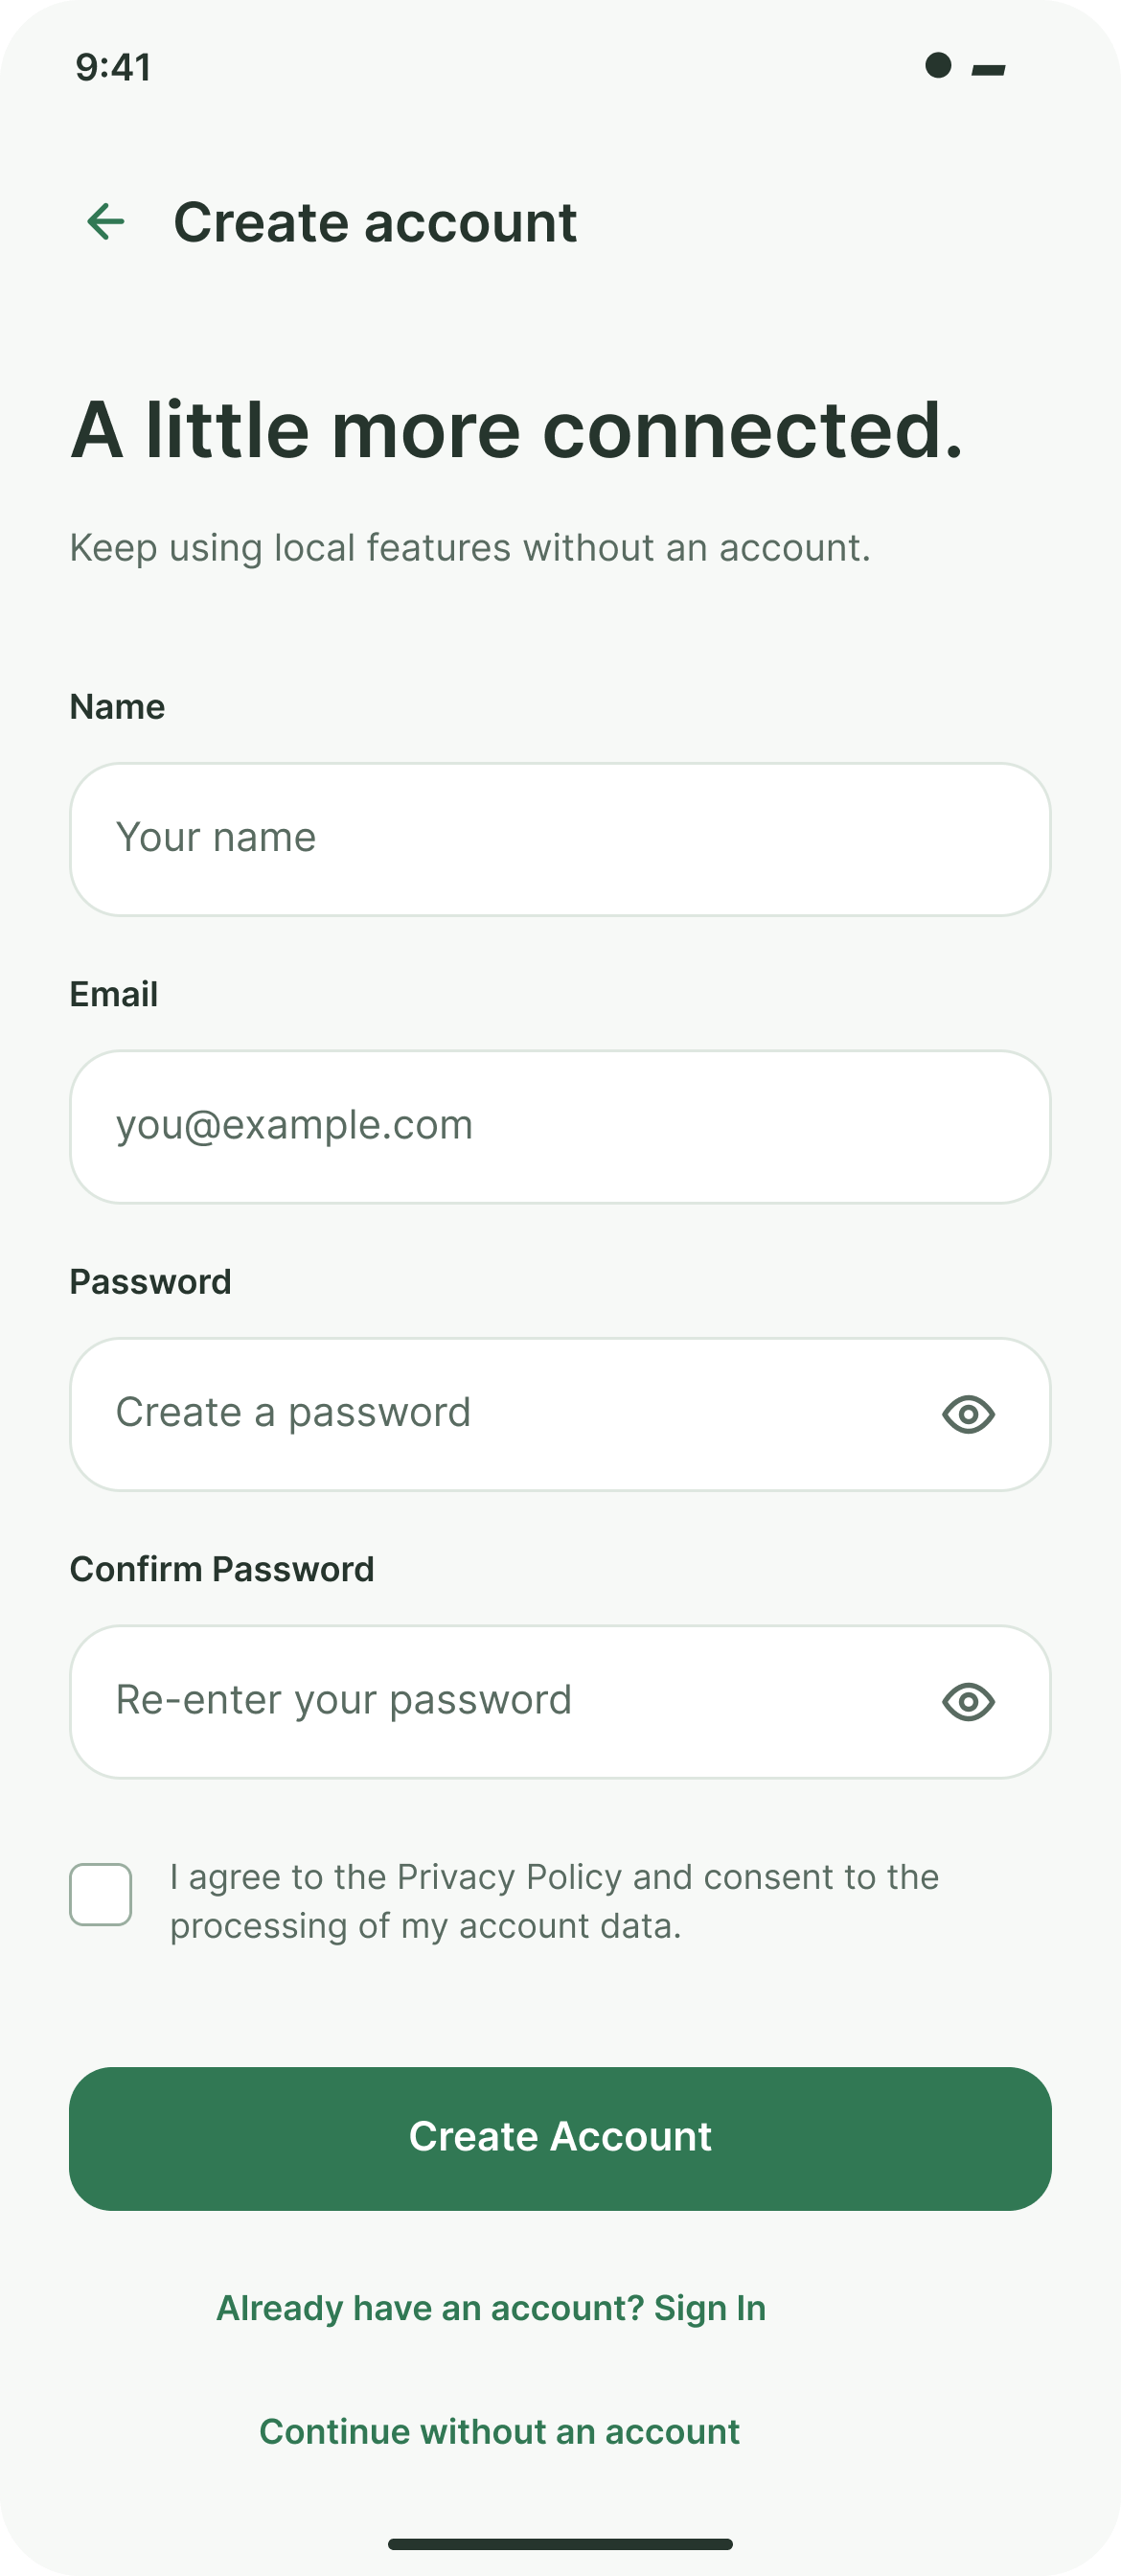 9:41
Create account
A little more connected.
Keep using local features without an account.
Name
Your name
Email
you@example.com
Password
Create a password
Confirm Password
Re-enter your password
I agree to the Privacy Policy and consent to the
processing of my account data.
Create Account
Already have an account? Sign In
Continue without an account